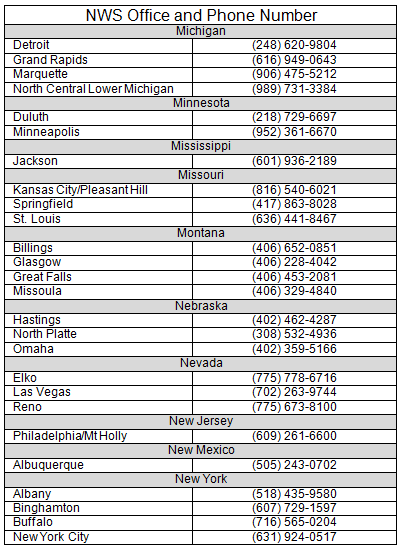 NWS Office and Phone Number
Michigan
Detroit (248) 620-9804
Grand Rapids (616) 949-0643
Marquette (906) 475-5212
North Central Lower Michigan (989) 731-3384
Minnesota
Duluth (218) 729-6697
Minneapolis (952) 361-6670
Mississippi
Jackson (601) 936-2189
Missouri
Kansas City/Pleasant Hill (816) 540-6021
Springfield (417) 863-8028
St. Louis (636) 441-8467
Montana
Billings (406) 652-0851
Glasgow (406) 228-4042
Great Falls (406) 453-2081
Missoula (406) 329-4840
Nebraska
Hastings (402) 462-4287
North Platte (308) 532-4936
Omaha (402) 359-5166
Nevada
Elko (775) 778-6716
Las Vegas (702) 263-9744
Reno (775) 673-8100
New Jersey
Philadelphia/Mt Holly (609) 261-6600
New Mexico
Albuquerque (505) 243-0702
New York
Albany (518) 435-9580
Binghamton (607) 729-1597
Buffalo (716) 565-0204
New York City (631) 924-0517